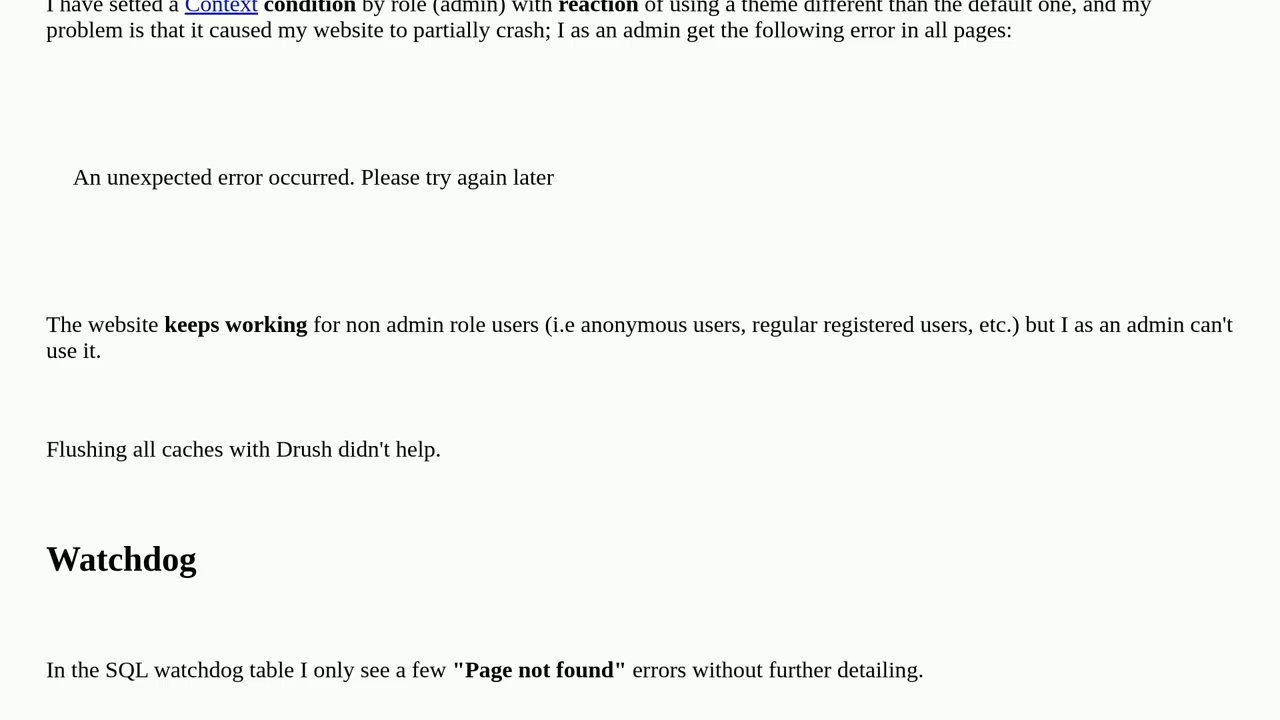 I have setted a Context condition by role (admin) with reaction of using a theme different than the default one, and my
problem is that it caused my website to partially crash; I as an admin get the following error in all pages:
An unexpected error occurred. Please try again later
The website keeps working for non admin role users (i.e anonymous users, regular registered users, etc.) but I as an admin can't
use it.
Flushing all caches with Drush didn't help.
Watchdog
In the SQL watchdog table I only see a few "Page not found" errors without further detailing.